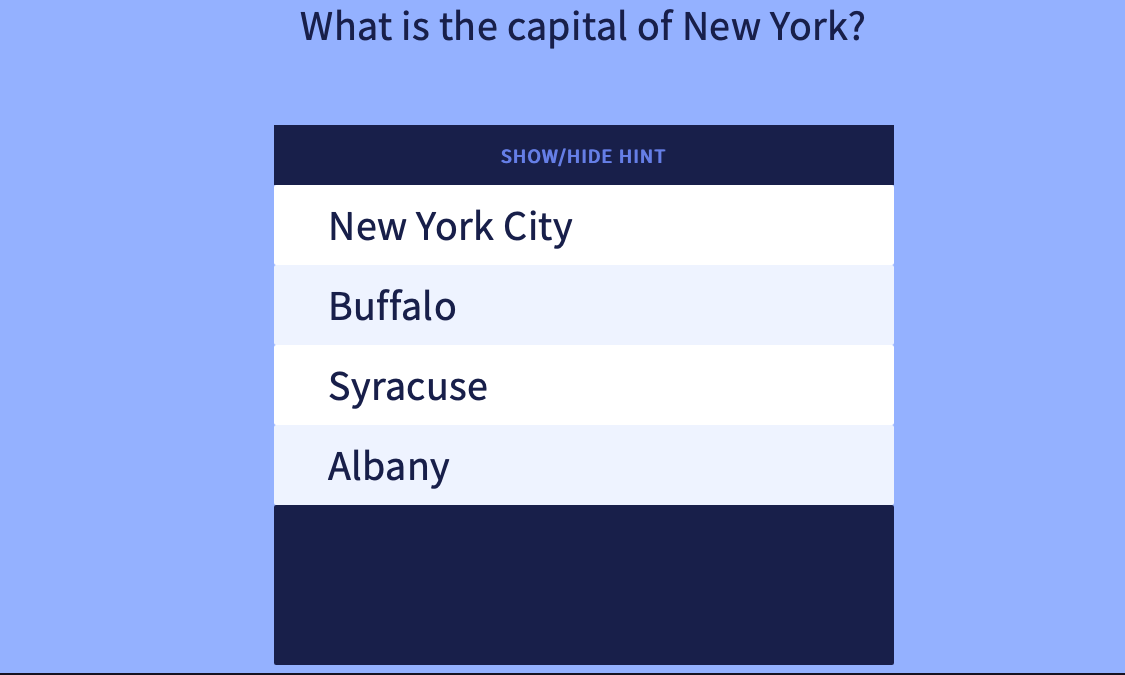 What is the capital of New York?
SHOW/HIDE HINT
New York City
Buffalo
Syracuse
Albany